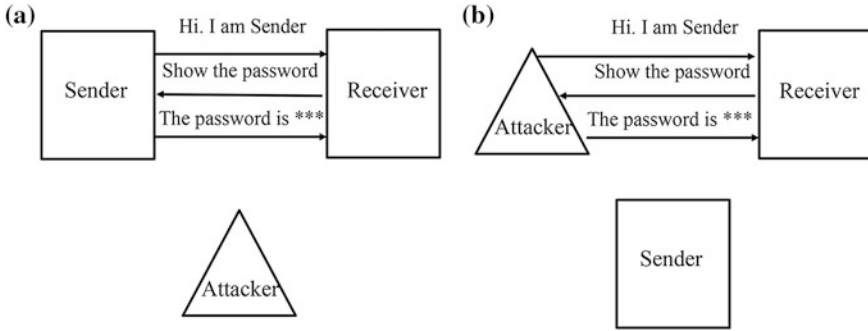 (a)
Hi. I am Sender
Sender
Show the password
Receiver
The password is ***
Attacker
(b)
Hi. I am Sender
Show the password
Receiver
The password is ***
Attacker
Sender